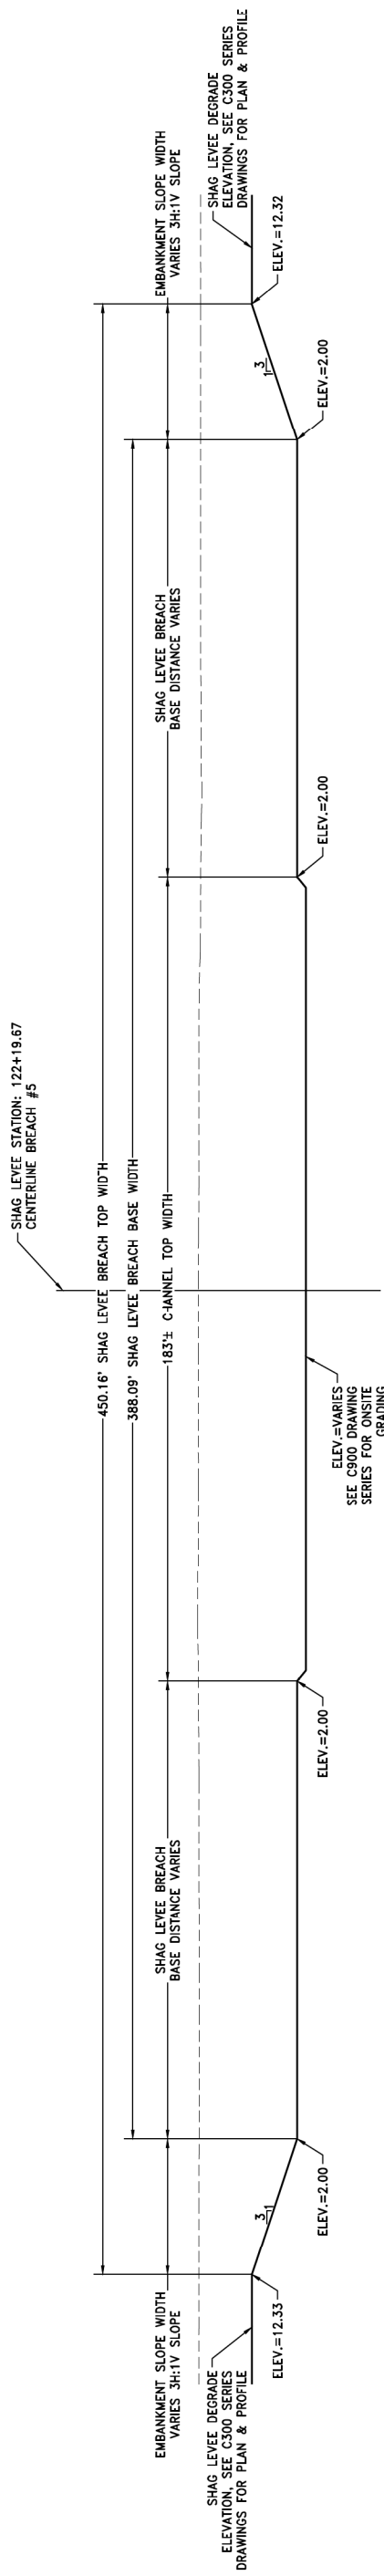 SHAG LEVEE STATION: 122+19.67
CENTERLINE BREACH #5
450.16' SHAG LEVEE BREACH TOP WIDTH
388.09' SHAG LEVEE BREACH BASE WIDTH
183'± CHANNEL TOP WIDTH
EMBANKMENT SLOPE WIDTH
VARIES 3H:1V SLOPE
SHAG LEVEE BREACH
BASE DISTANCE VARIES
SHAG LEVEE BREACH
BASE DISTANCE VARIES
EMBANKMENT SLOPE WIDTH
VARIES 3H:1V SLOPE
SHAG LEVEE DEGRADE
ELEVATION, SEE C300 SERIES
DRAWINGS FOR PLAN & PROFILE
ELEV.=12.33
3
1
ELEV.=2.00
ELEV.=2.00
ELEV.=VARIES
SEE C900 DRAWING
SERIES FOR ONSITE
GRADING
ELEV.=2.00
ELEV.=2.00
3
1
ELEV.=12.32
SHAG LEVEE DEGRADE
ELEVATION, SEE C300 SERIES
DRAWINGS FOR PLAN & PROFILE